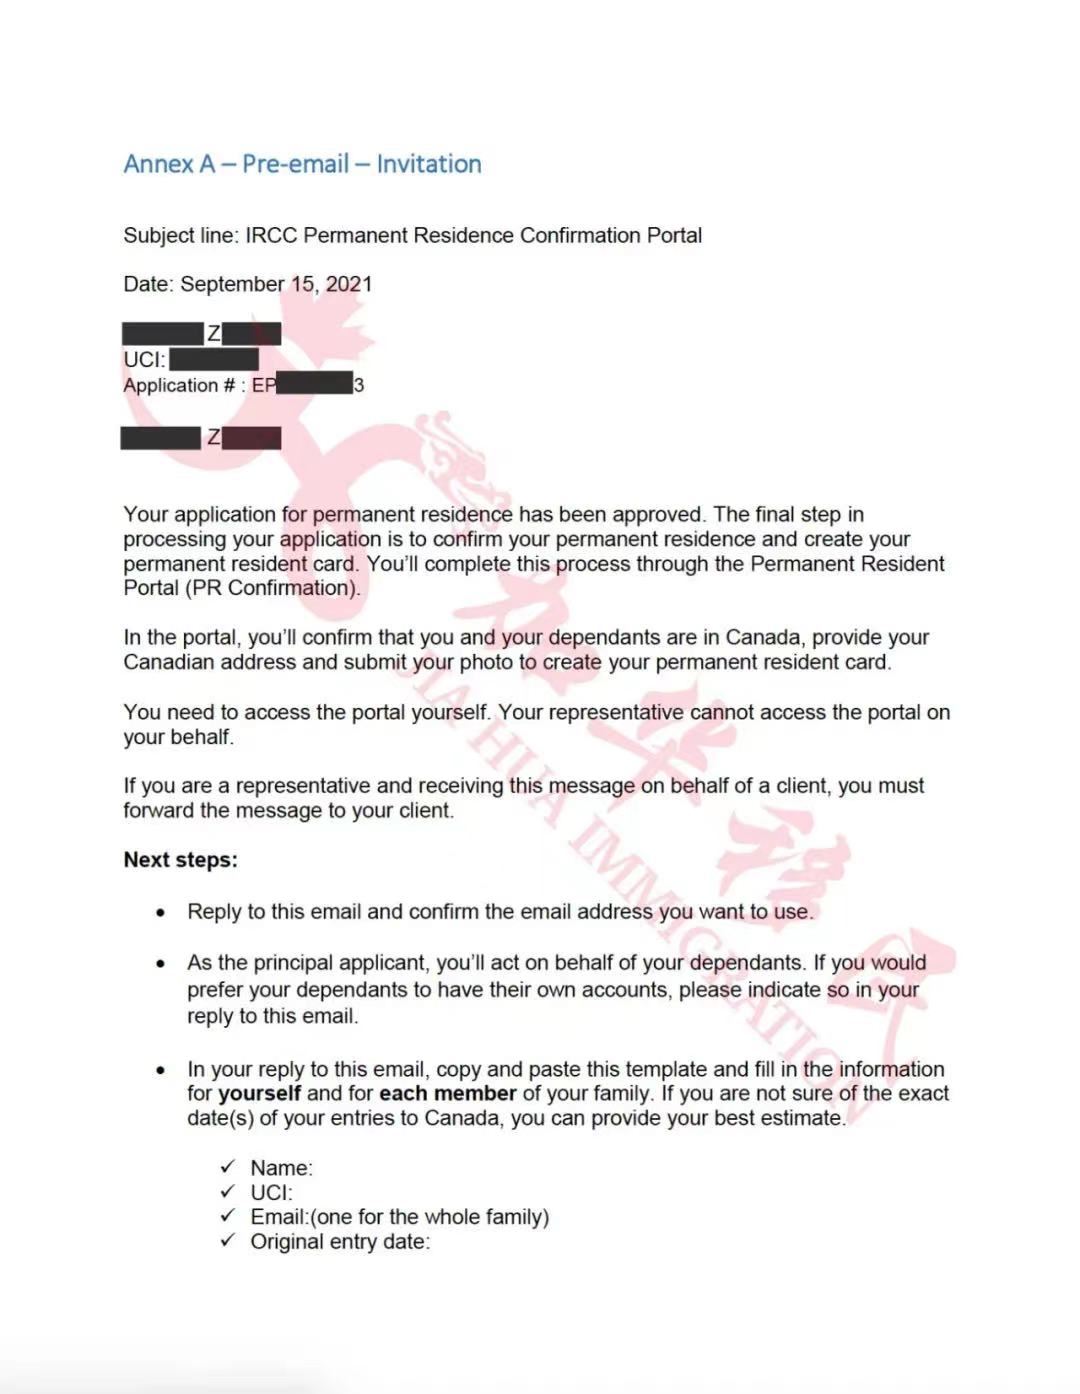 Annex A – Pre-email – Invitation
Subject line: IRCC Permanent Residence Confirmation Portal
Date: September 15, 2021
Z
UCI:
Application # : EP 3
Z
Your application for permanent residence has been approved. The final step in
processing your application is to confirm your permanent residence and create your
permanent resident card. You'll complete this process through the Permanent Resident
Portal (PR Confirmation).
In the portal, you'll confirm that you and your dependants are in Canada, provide your
Canadian address and submit your photo to create your permanent resident card.
You need to access the portal yourself. Your representative cannot access the portal on
your behalf.
If you are a representative and receiving this message on behalf of a client, you must
forward the message to your client.
Next steps:
• Reply to this email and confirm the email address you want to use.
• As the principal applicant, you'll act on behalf of your dependants. If you would
prefer your dependants to have their own accounts, please indicate so in your
reply to this email.
• In your reply to this email, copy and paste this template and fill in the information
for yourself and for each member of your family. If you are not sure of the exact
date(s) of your entries to Canada, you can provide your best estimate.
✓ Name:
✓ UCI:
✓ Email:(one for the whole family)
✓ Original entry date:
加华移民
JIA HUA IMMIGRATION